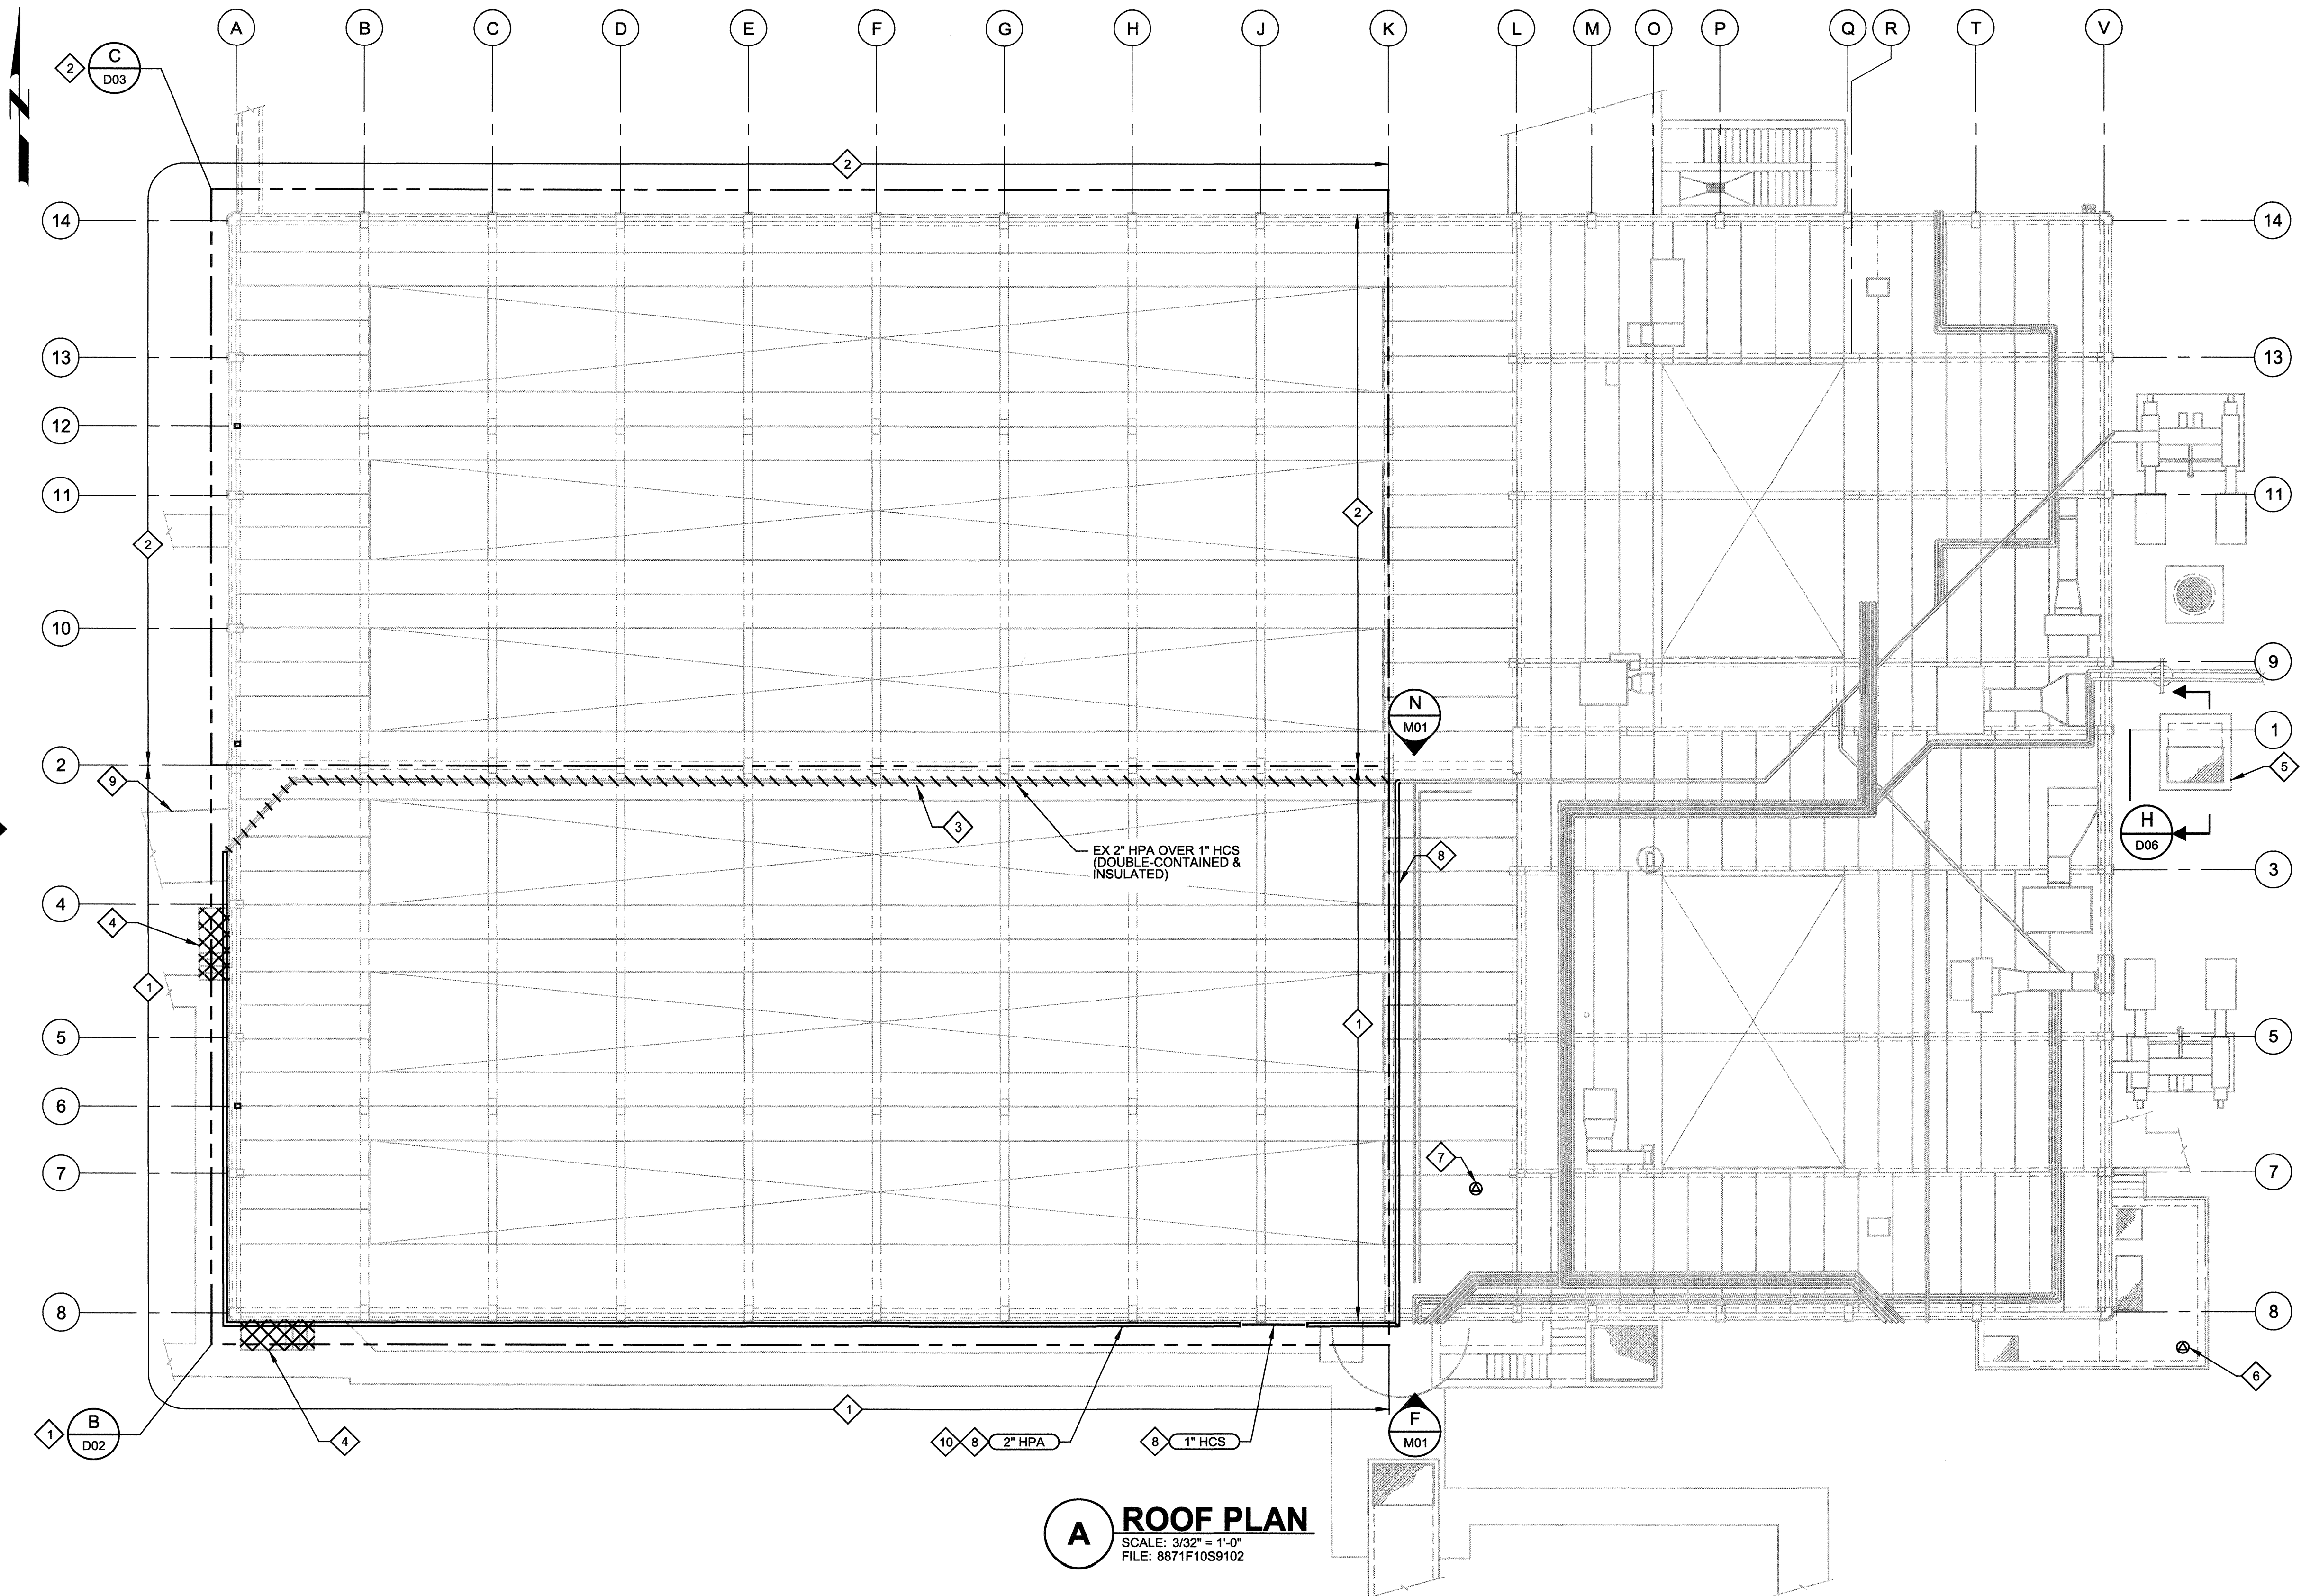 A
B
C
D
E
F
G
H
J
K
L
M
O
P
Q
R
T
V
N
2
C
D03
2
14
14
13
13
12
11
11
2
2
10
9
N
M01
1
2
9
5
3
EX 2" HPA OVER 1" HCS
(DOUBLE-CONTAINED &
INSULATED)
8
H
D06
3
4
4
1
1
5
5
6
7
7
7
8
8
6
1
1
B
D02
4
10
8
2" HPA
8
1" HCS
F
M01
A
ROOF PLAN
SCALE: 3/32" = 1'-0"
FILE: 8871F10S9102